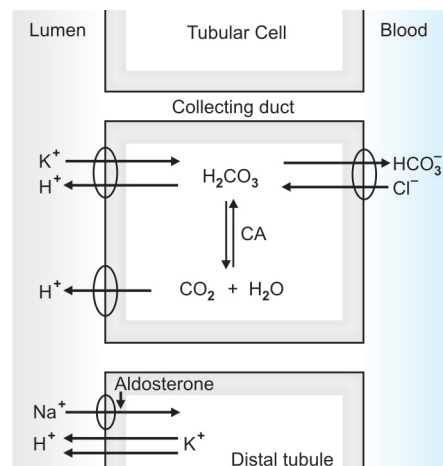 Lumen Tubular Cell Blood
Collecting duct
K⁺ HCO₃⁻
H⁺ H₂CO₃ Cl⁻
CA
H⁺ CO₂ + H₂O
Aldosterone
Na⁺
H⁺ K⁺
Distal tubule